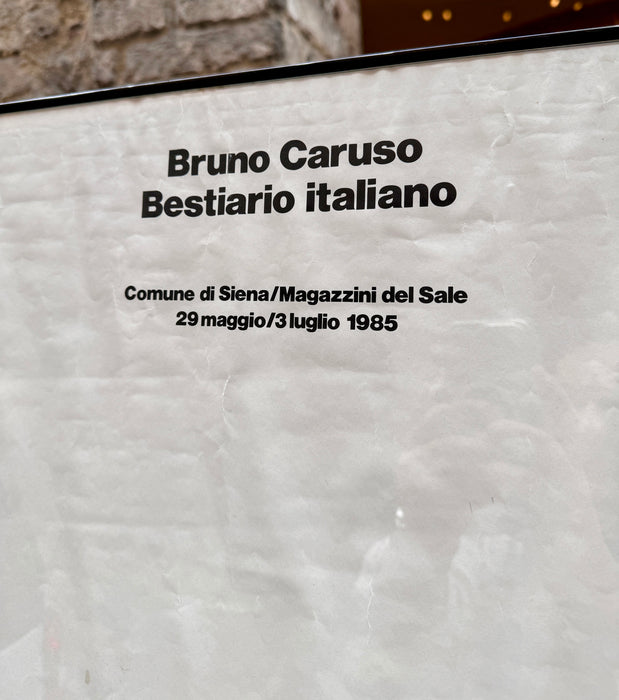 Bruno Caruso
Bestiario italiano
Comune di Siena/Magazzini del Sale
29 maggio/3 luglio 1985